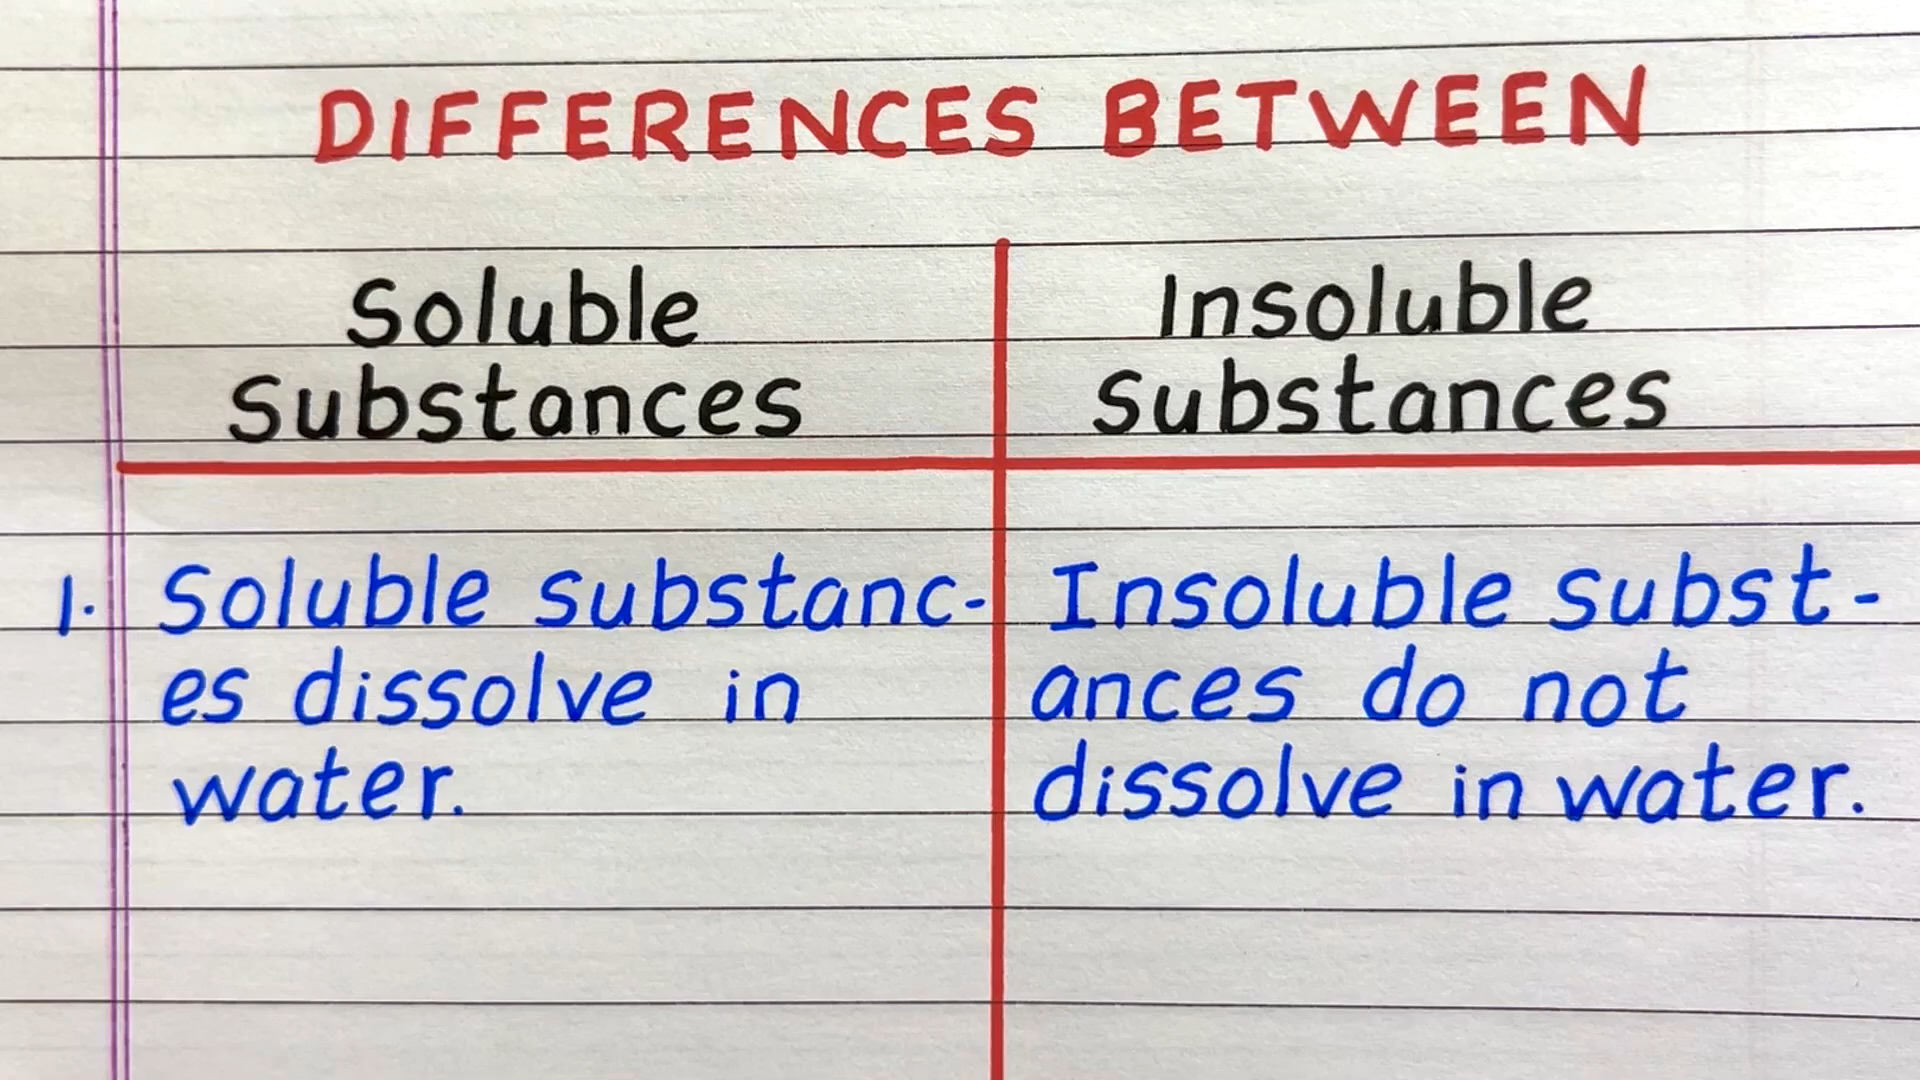 DIFFERENCES BETWEEN
Soluble
Substances
Insoluble
Substances
1. Soluble substanc-
es dissolve in
water.
Insoluble subst-
ances do not
dissolve in water.